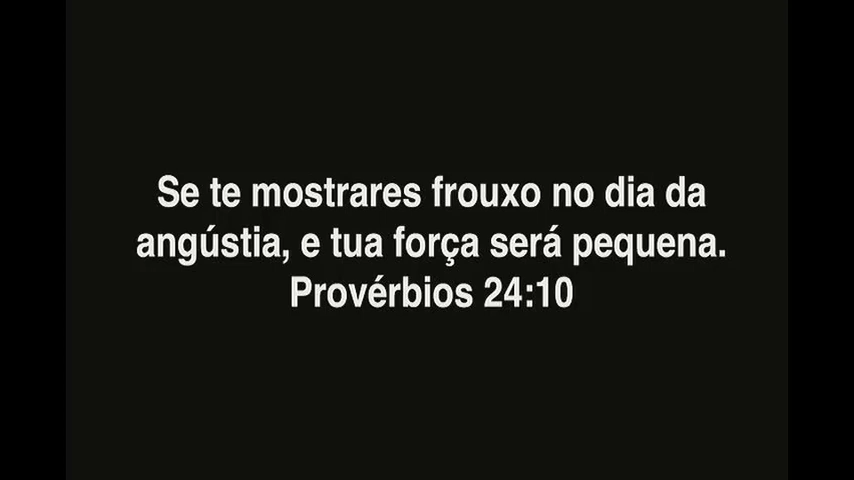 Se te mostrares frouxo no dia da
angústia, e tua força será pequena.
Provérbios 24:10